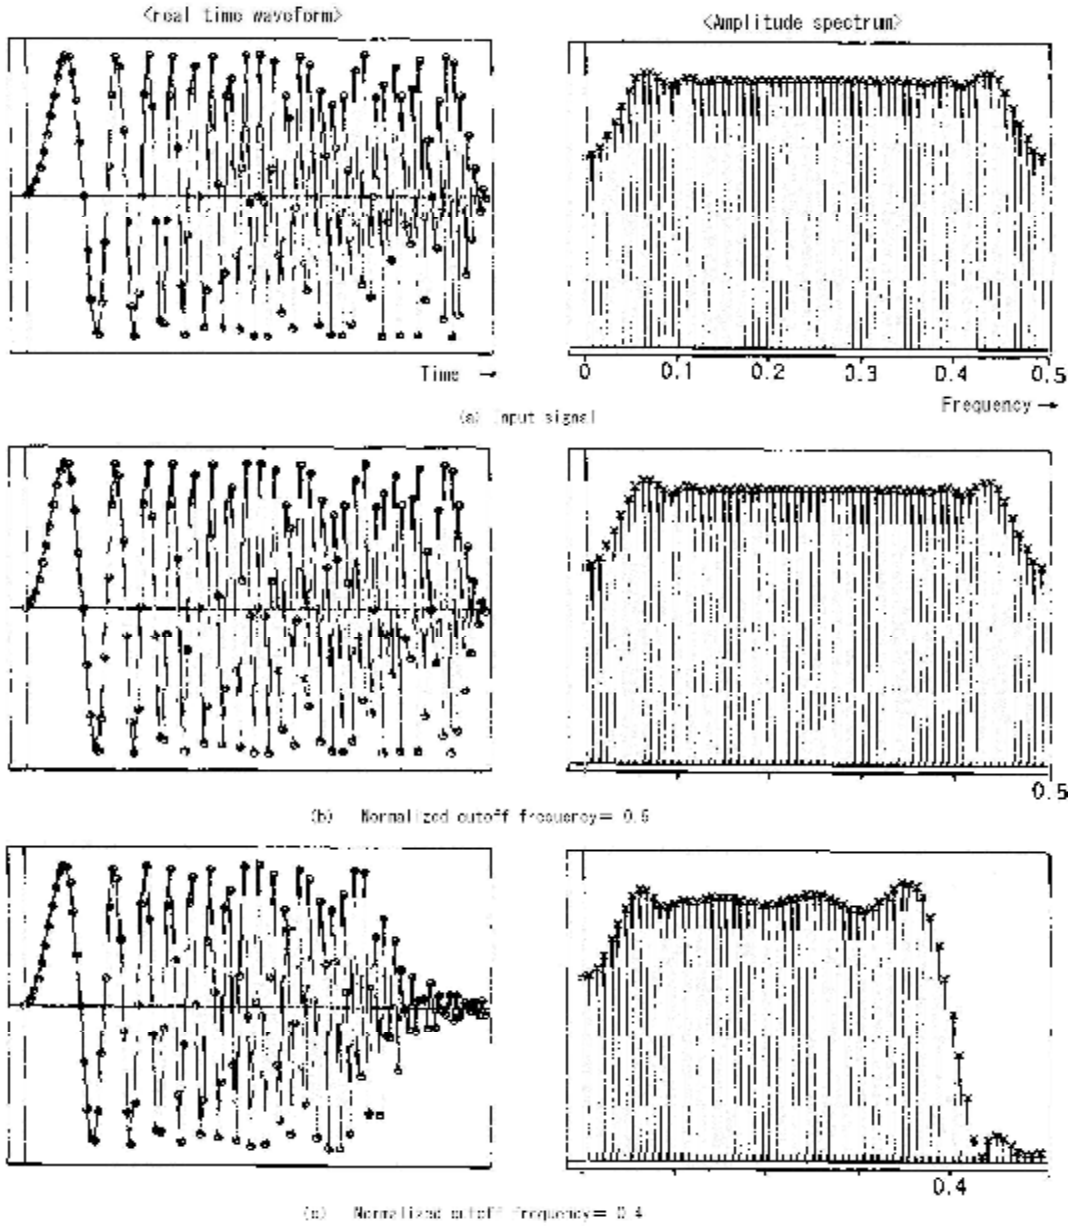 <real time waveform>
<Amplitude spectrum>
Time →
0 0.1 0.2 0.3 0.4 0.5
Frequency →
(a) Input signal
0.5
(b) Normalized cutoff frequency= 0.5
0.4
(c) Normalized cutoff frequency= 0.4